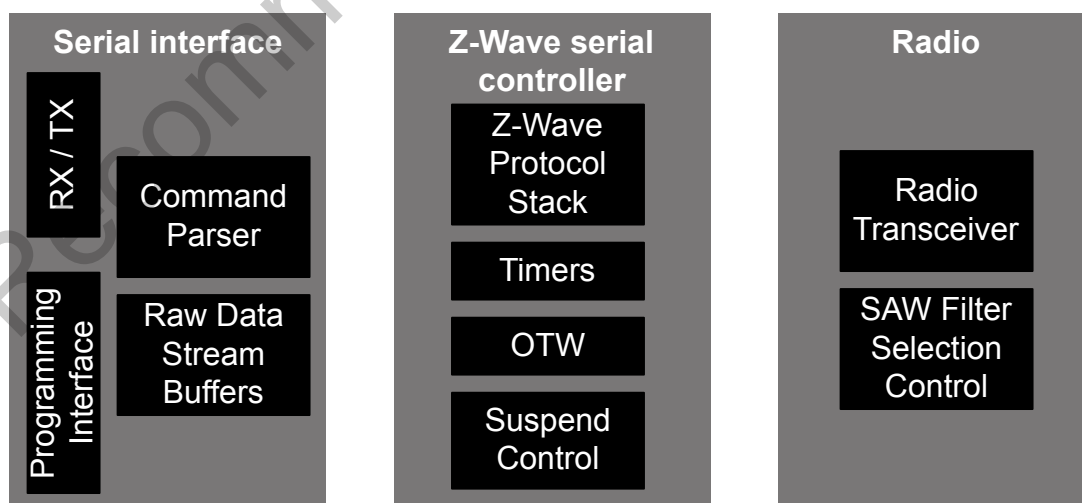 Serial interface
RX / TX
Command
Parser
Programming
Interface
Raw Data
Stream
Buffers
Z-Wave serial
controller
Z-Wave
Protocol
Stack
Timers
OTW
Suspend
Control
Radio
Radio
Transceiver
SAW Filter
Selection
Control